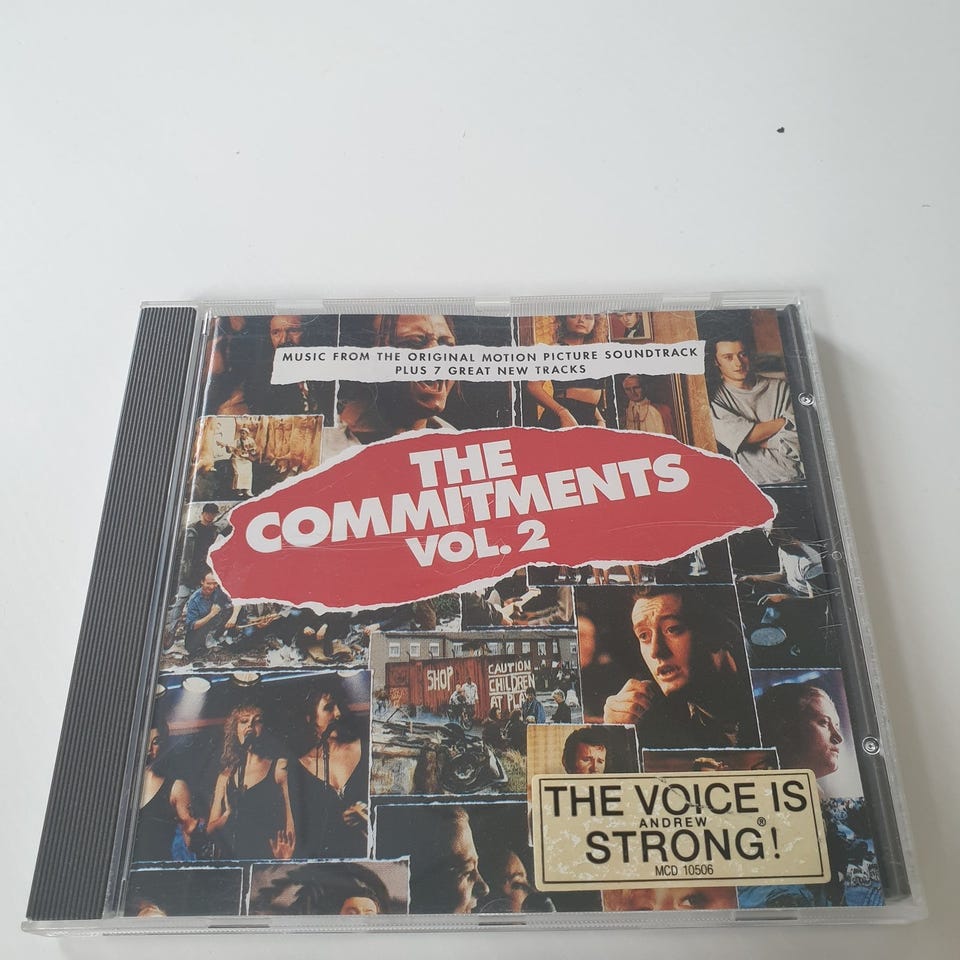 MUSIC FROM THE ORIGINAL MOTION PICTURE SOUNDTRACK
PLUS 7 GREAT NEW TRACKS
THE
COMMITMENTS
VOL. 2
SHOP
CAUTION
CHILDREN
AT PLAY
THE VOICE IS
ANDREW ®
STRONG!
MCD 10506